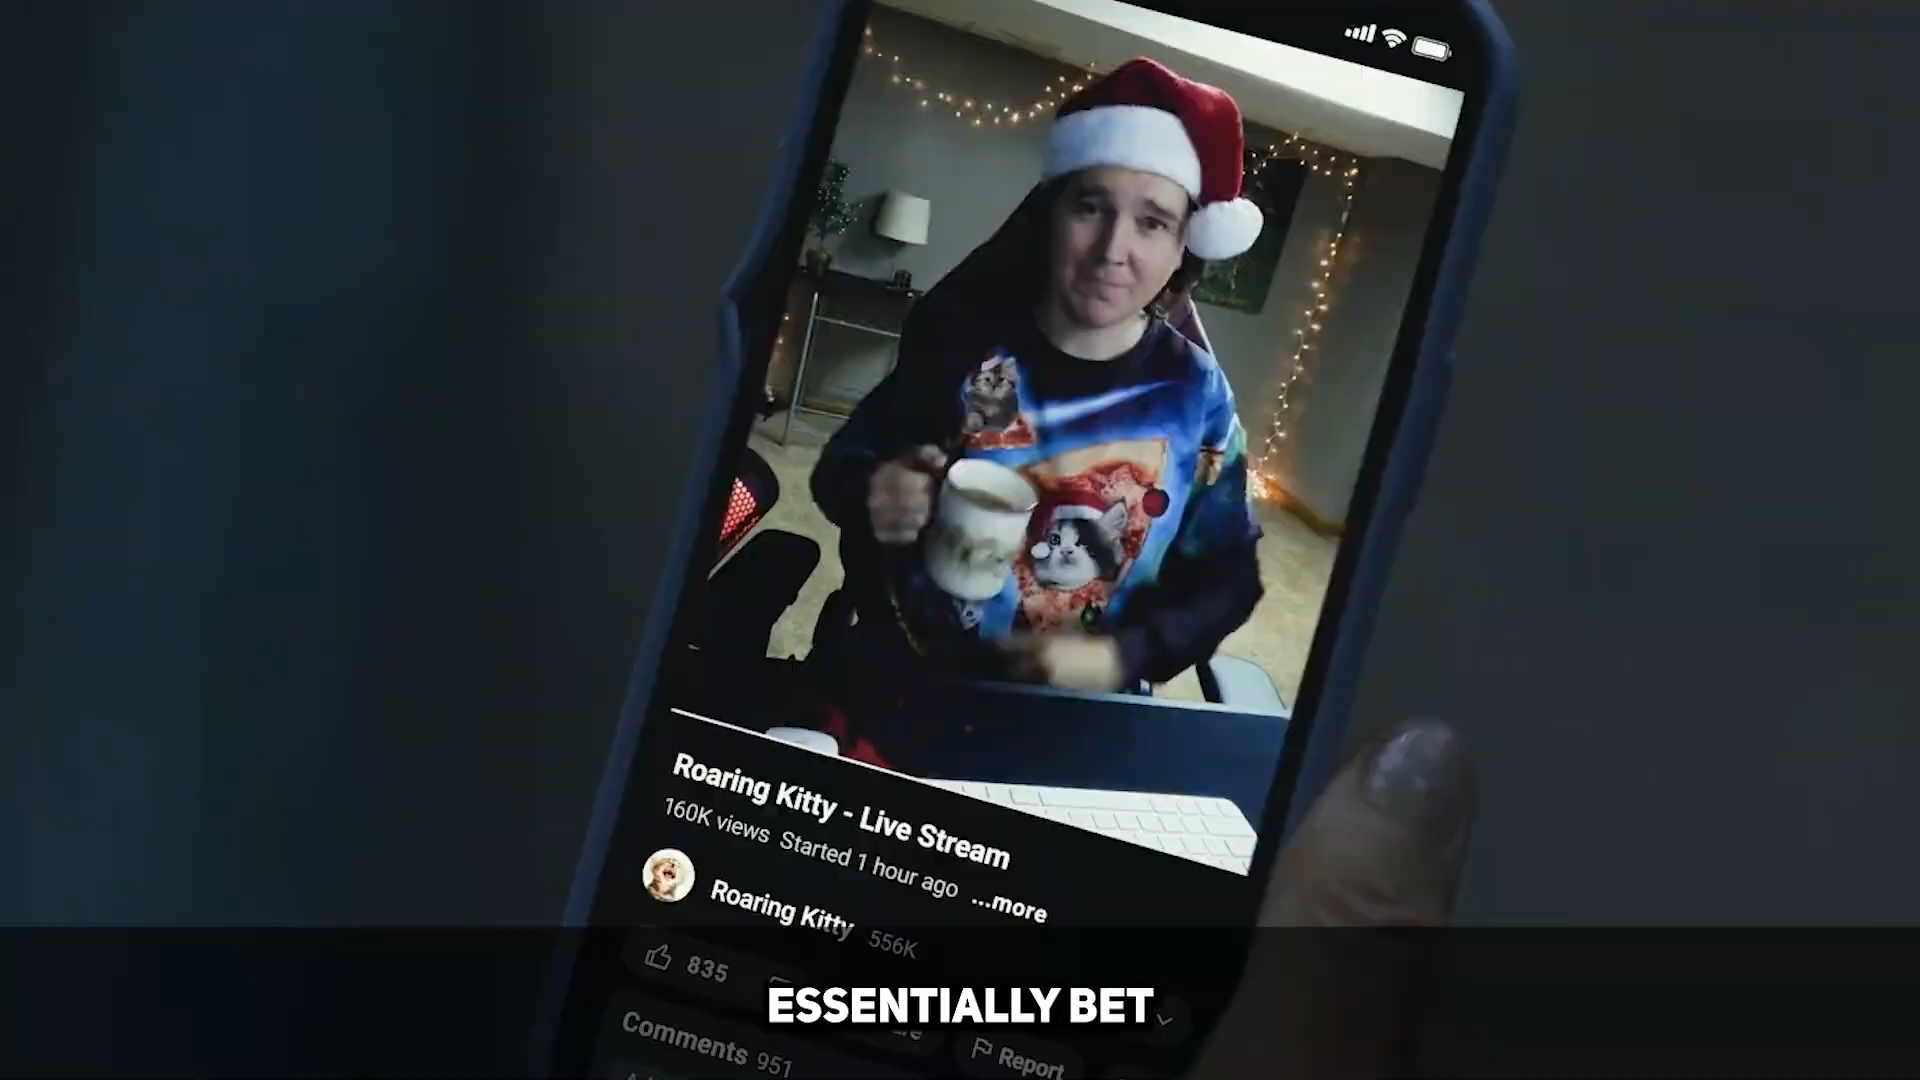 Roaring Kitty - Live Stream
160K views Started 1 hour ago ...more
Roaring Kitty 556K
835
Report
Comments 951
ESSENTIALLY BET